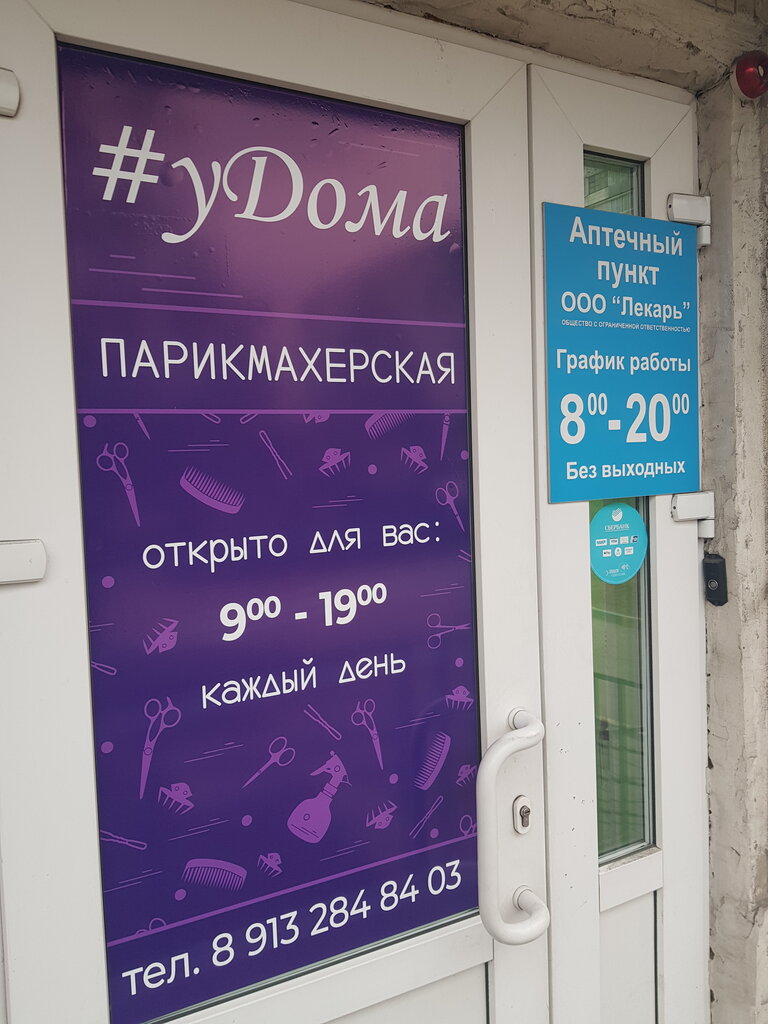 #уДома
ПАРИКМАХЕРСКАЯ
открыто для вас:
9⁰⁰ - 19⁰⁰
каждый день
тел. 8 913 284 84 03
Аптечный
пункт
ООО “Лекарь”
ОБЩЕСТВО С ОГРАНИЧЕННОЙ ОТВЕТСТВЕННОСТЬЮ
График работы
8⁰⁰-20⁰⁰
Без выходных
СБЕРБАНК